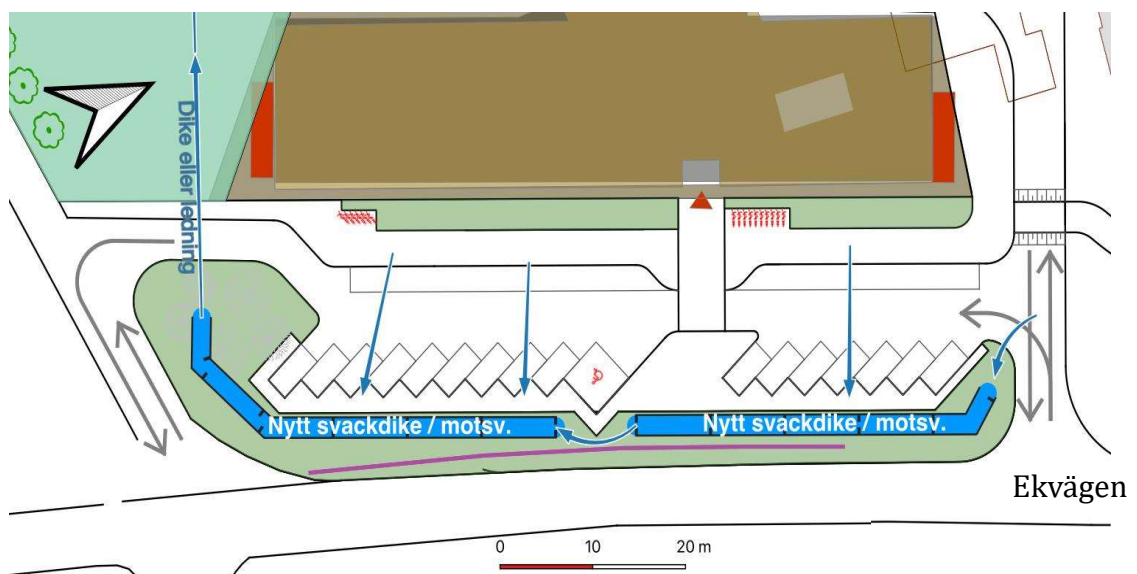 Dike eller ledning
Nytt svackdike / motsv.
Nytt svackdike / motsv.
Ekvägen
0 10 20 m